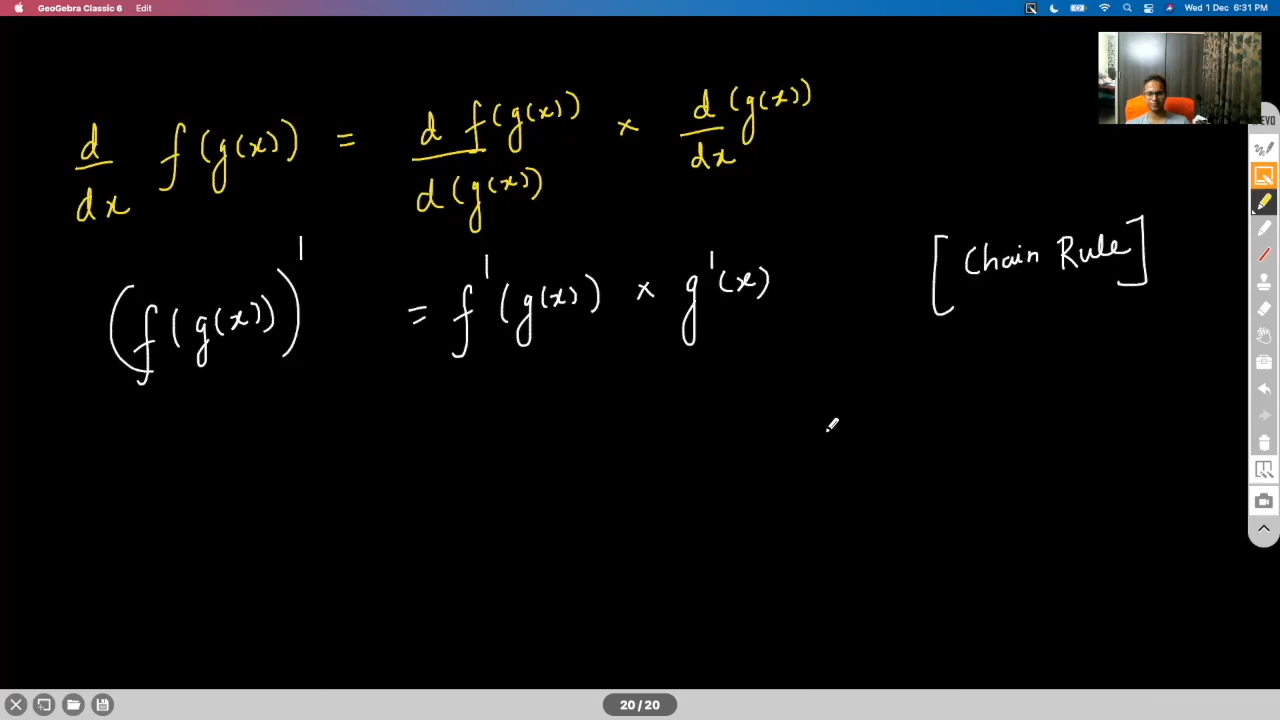 GeoGebra Classic 6 Edit Wed 1 Dec 6:31 PM
d/dx f(g(x)) = d f(g(x))/d(g(x)) × d/dx (g(x))
(f(g(x)))' = f'(g(x)) × g'(x) [Chain Rule]
20 / 20